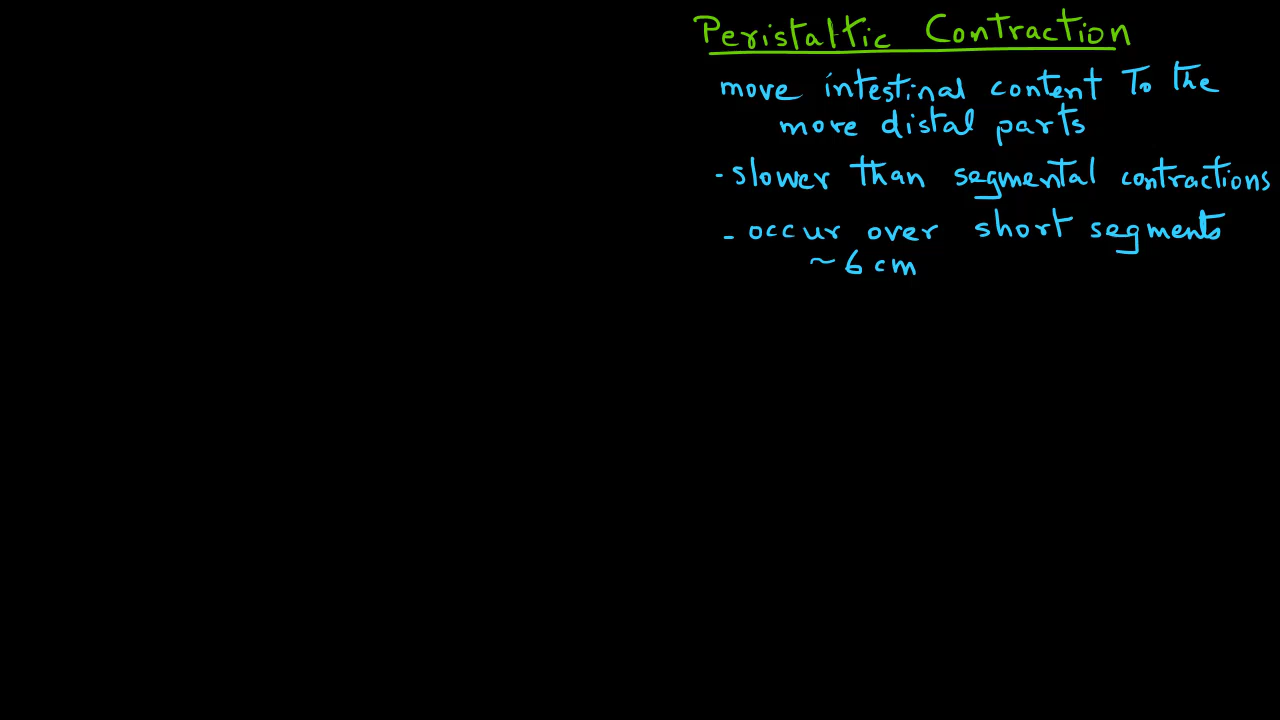 Peristaltic Contraction
move intestinal content To the
more distal parts
- slower than segmental contractions
- occur over short segments
~ 6 cm